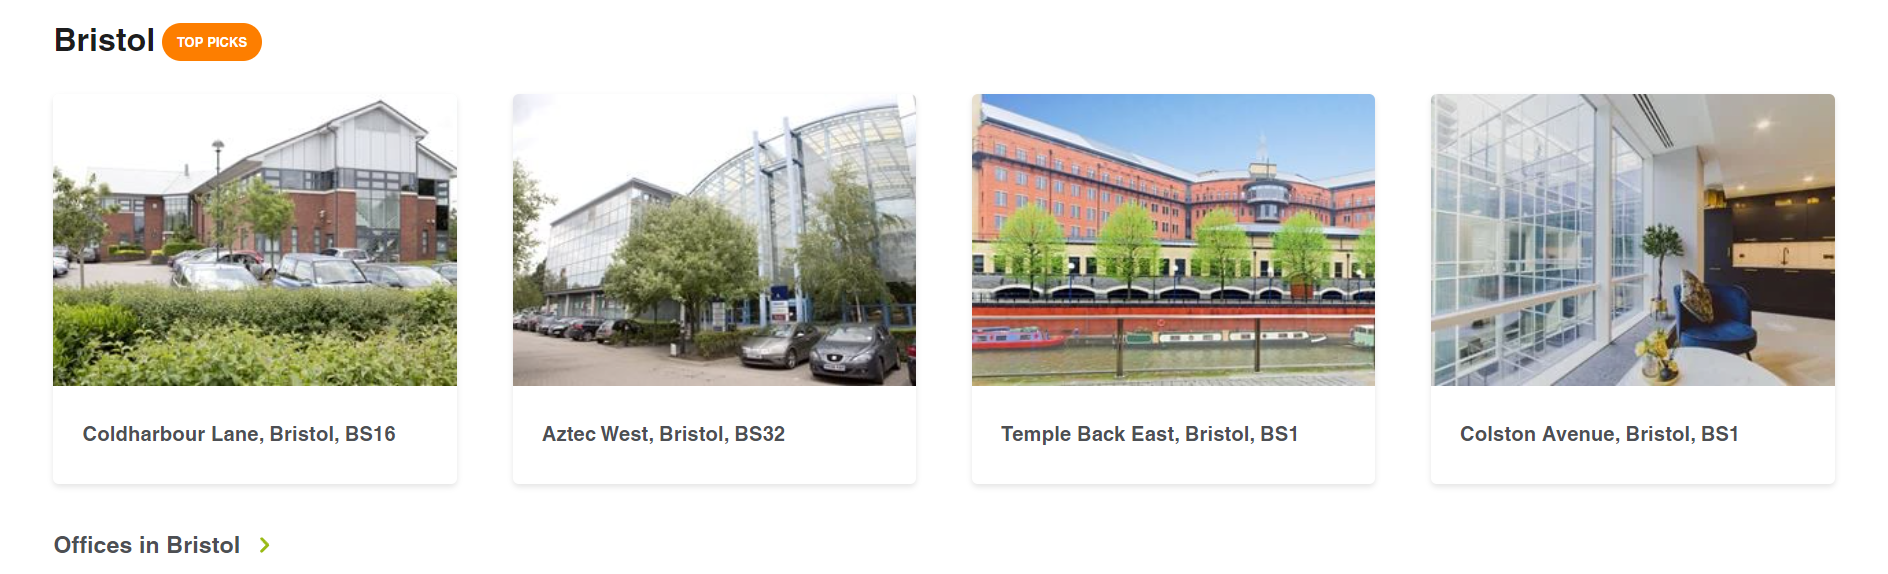 Bristol TOP PICKS
Coldharbour Lane, Bristol, BS16
Aztec West, Bristol, BS32
Temple Back East, Bristol, BS1
Colston Avenue, Bristol, BS1
Offices in Bristol